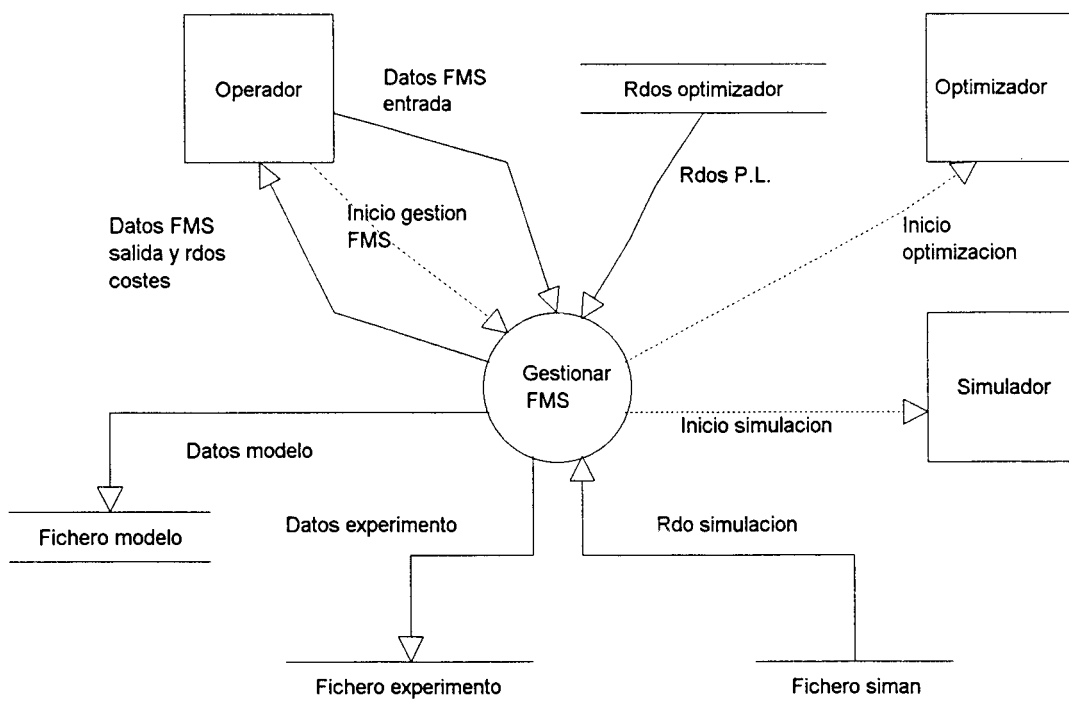 Operador
Datos FMS
entrada
Rdos optimizador
Optimizador
Rdos P.L.
Datos FMS
salida y rdos
costes
Inicio gestion
FMS
Inicio
optimizacion
Gestionar
FMS
Simulador
Inicio simulacion
Datos modelo
Fichero modelo
Datos experimento
Rdo simulacion
Fichero experimento
Fichero siman